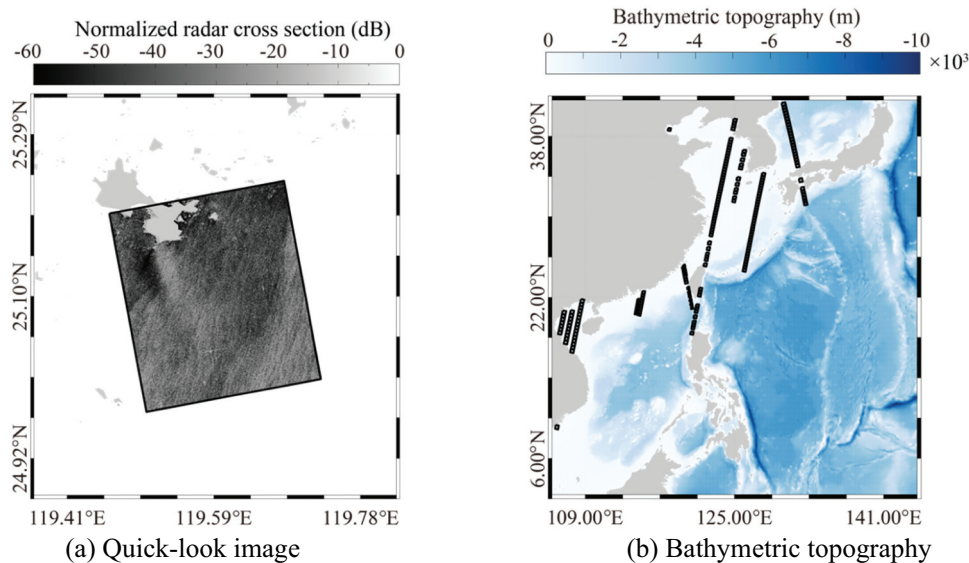 Normalized radar cross section (dB)
-60 -50 -40 -30 -20 -10 0
25.29°N
25.10°N
24.92°N
119.41°E 119.59°E 119.78°E
(a) Quick-look image
Bathymetric topography (m)
0 -2 -4 -6 -8 -10
×10³
38.00°N
22.00°N
6.00°N
109.00°E 125.00°E 141.00°E
(b) Bathymetric topography